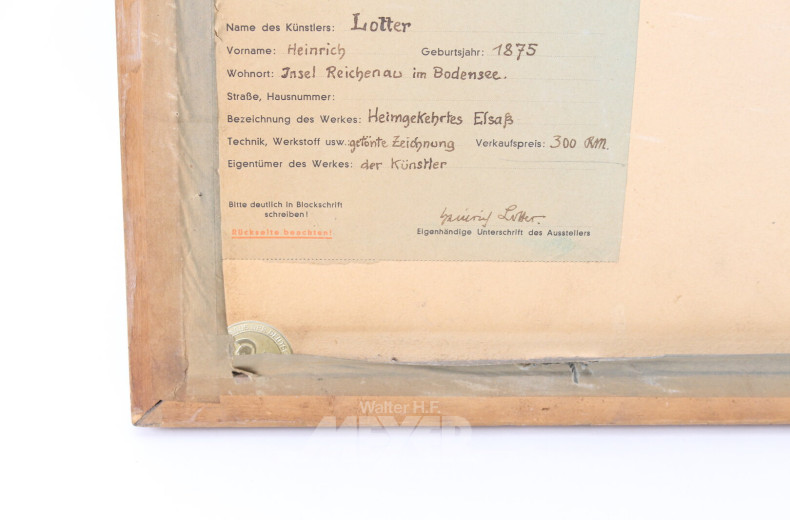 Name des Künstlers: Lotter
Vorname: Heinrich Geburtsjahr: 1875
Wohnort: Insel Reichenau im Bodensee.
Straße, Hausnummer:
Bezeichnung des Werkes: Heimgekehrtes Elsaß
Technik, Werkstoff usw.: getönte Zeichnung Verkaufspreis: 300 RM.
Eigentümer des Werkes: der Künstler
Bitte deutlich in Blockschrift
schreiben!
Rückseite beachten!
Heinrich Lotter.
Eigenhändige Unterschrift des Ausstellers
Walter H.F.
MEYER